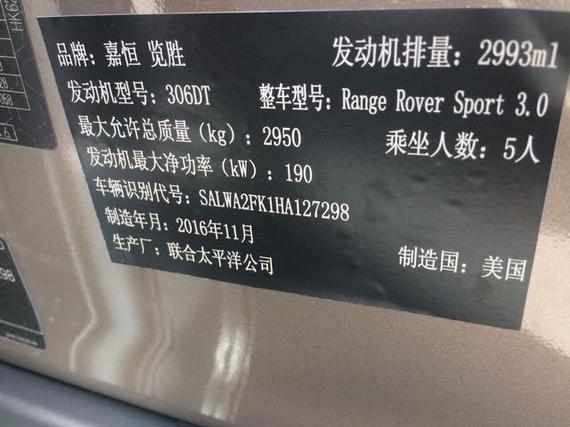 品牌：嘉恒 览胜 发动机排量：2993ml
发动机型号：306DT 整车型号：Range Rover Sport 3.0
最大允许总质量（kg）：2950 乘坐人数：5人
发动机最大净功率（kW）：190
车辆识别代号：SALWA2FK1HA127298
制造年月：2016年11月
生产厂：联合太平洋公司 制造国：美国